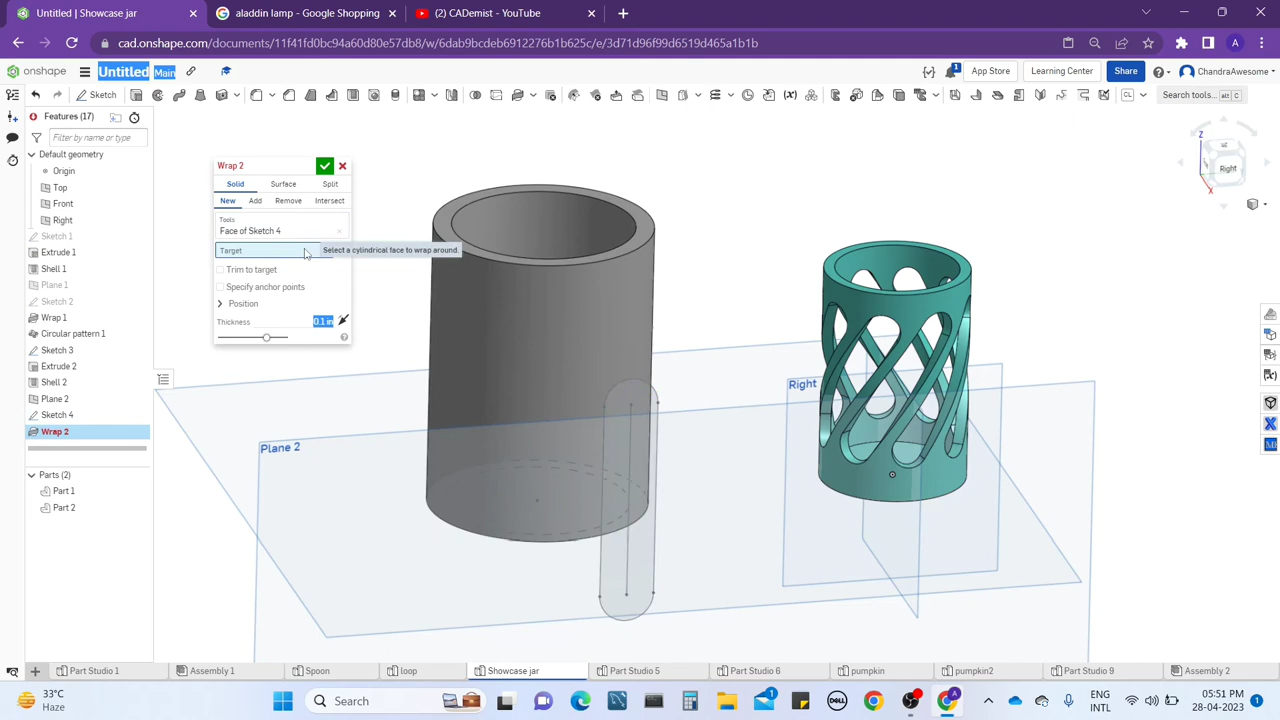 Untitled | Showcase jar
aladdin lamp - Google Shopping
CADemist - YouTube
cad.onshape.com/documents/11f41fd0cac94f60a80d80e57db8/w/6dab9bcdeb6912276b1b625c/e/3d71d96f99d6519d465a1b1b
onshape
Untitled
Main
1
App Store
Learning Center
Share
ChandraAwesome
Sketch
Search tools...
alt
C
Features (17)
Filter by name or type
Default geometry
Origin
Top
Front
Right
Sketch 1
Extrude 1
Shell 1
Plane 1
Sketch 2
Wrap 1
Circular pattern 1
Sketch 3
Extrude 2
Shell 2
Plane 2
Sketch 4
Wrap 2
Parts (2)
Part 1
Part 2
Wrap 2
Solid
Surface
Split
New
Add
Remove
Intersect
Tools
Face of Sketch 4
Target
Select a cylindrical face to wrap around.
Trim to target
Specify anchor points
Position
Thickness
0.1 in
Plane 2
Right
Z
X
Right
Part Studio 1
Assembly 1
Spoon
loop
Showcase jar
Part Studio 5
Part Studio 6
pumpkin
pumpkin2
Part Studio 9
Assembly 2
33°C
Haze
Search
ENG
INTL
05:51 PM
28-04-2023